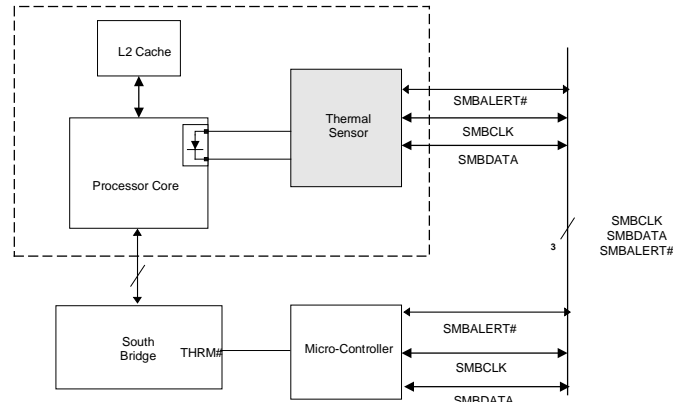 L2 Cache
Thermal
Sensor
SMBALERT#
SMBCLK
SMBDATA
Processor Core
3
SMBCLK
SMBDATA
SMBALERT#
South
Bridge
THRM#
Micro-Controller
SMBALERT#
SMBCLK
SMBDATA